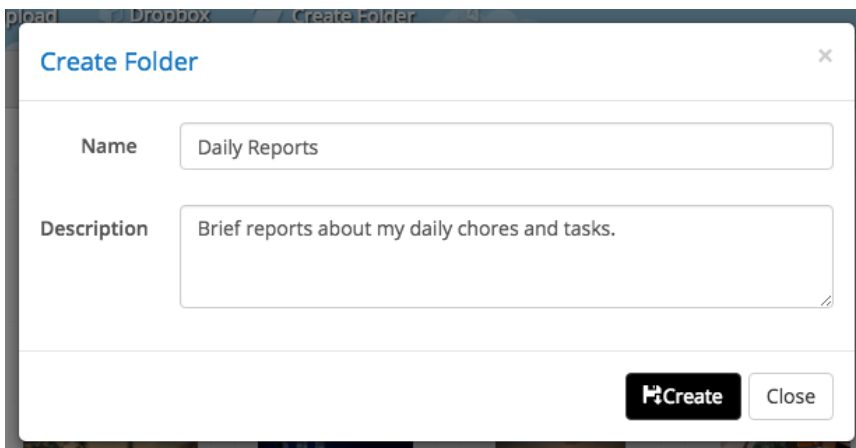 pload Dropbox Create Folder
Create Folder ×
Name Daily Reports
Description Brief reports about my daily chores and tasks.
Create Close